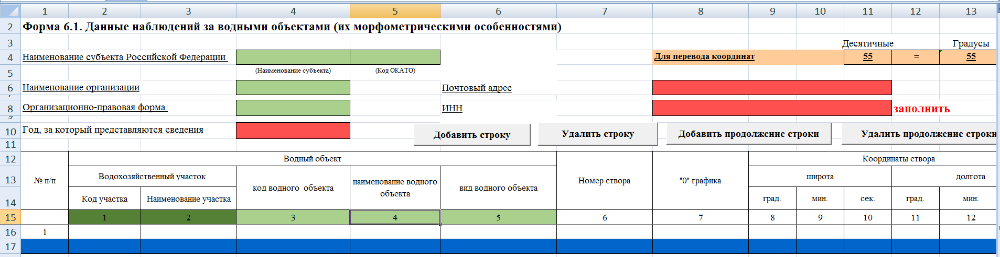 1 2 3 4 5 6 7 8 9 10 11 12 13
2 Форма 6.1. Данные наблюдений за водными объектами (их морфометрическими особенностями)
3 Десятичные Градусы
4 Наименование субъекта Российской Федерации Для перевода координат 55 = 55
5 (Наименование субъекта) (Код ОКАТО)
6 Наименование организации Почтовый адрес
7
8 Организационно-правовая форма ИНН заполнить
9
10 Год, за который представляются сведения Добавить строку Удалить строку Добавить продолжение строки Удалить продолжение строки
11
12 Водный объект Координаты створа
13 № п/п Водохозяйственный участок код водного объекта наименование водного объекта вид водного объекта Номер створа "0" графика широта долгота
14 Код участка Наименование участка град. мин. сек. град. мин.
15 1 2 3 4 5 6 7 8 9 10 11 12
16 1
17